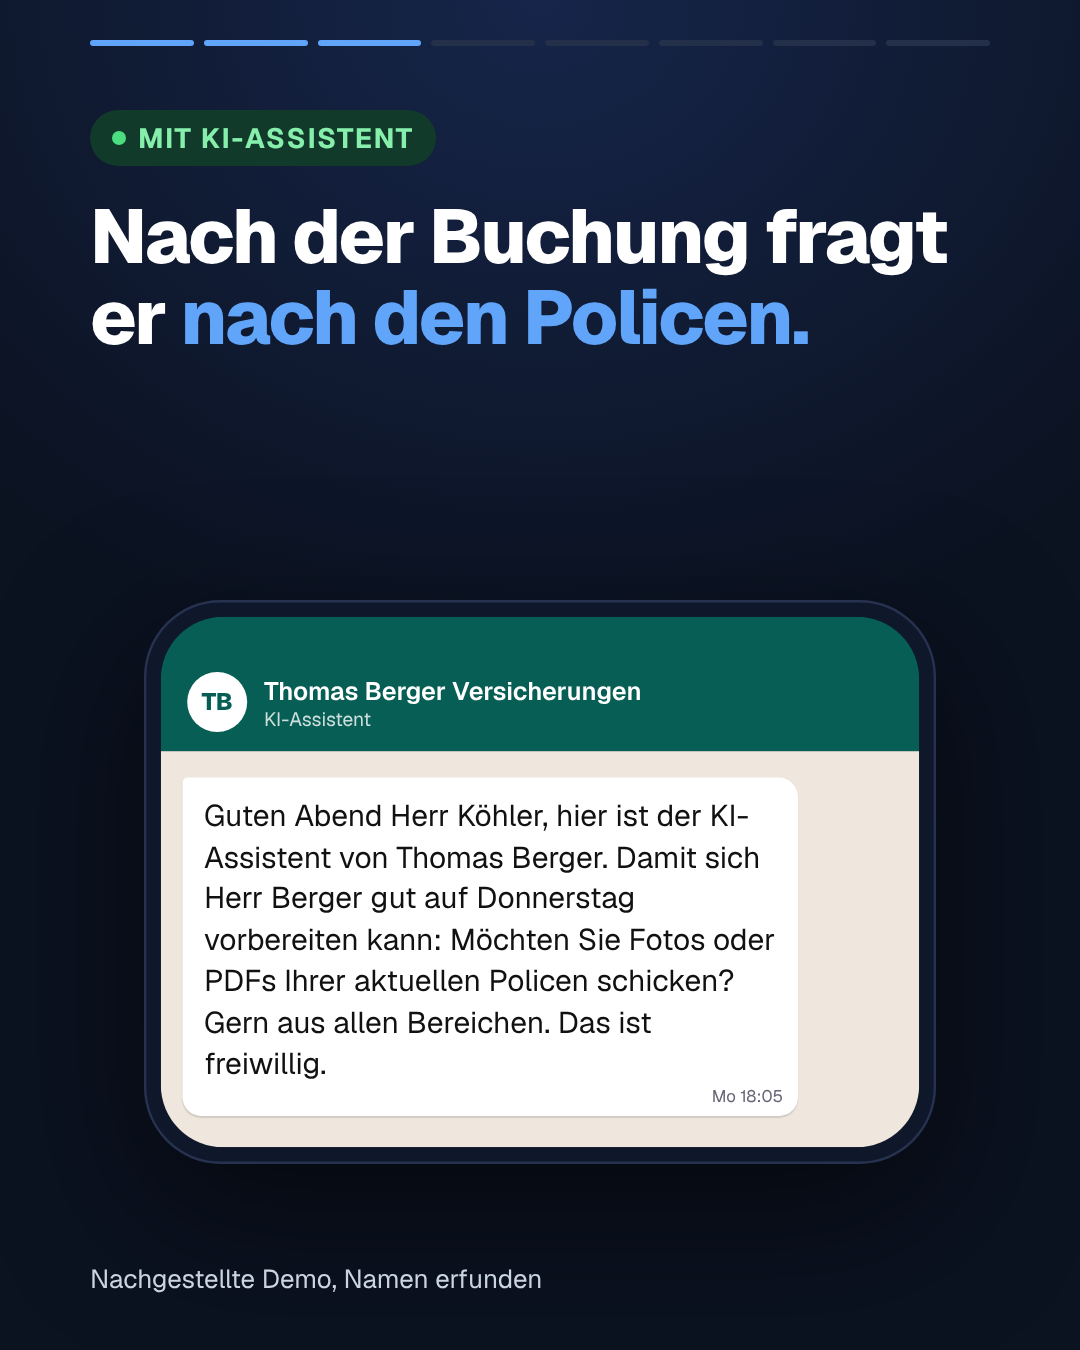 MIT KI-ASSISTENT
Nach der Buchung fragt
er nach den Policen.
TB
Thomas Berger Versicherungen
KI-Assistent
Guten Abend Herr Köhler, hier ist der KI-
Assistent von Thomas Berger. Damit sich
Herr Berger gut auf Donnerstag
vorbereiten kann: Möchten Sie Fotos oder
PDFs Ihrer aktuellen Policen schicken?
Gern aus allen Bereichen. Das ist
freiwillig.
Mo 18:05
Nachgestellte Demo, Namen erfunden